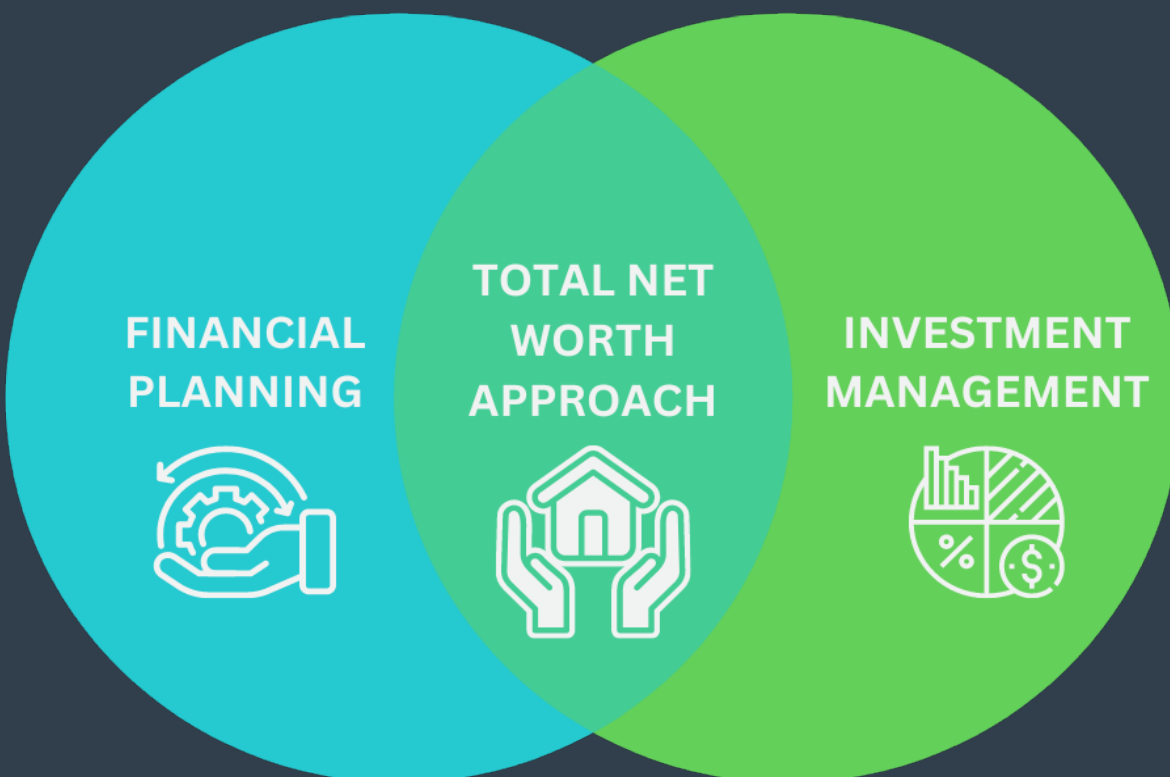 FINANCIAL
PLANNING
TOTAL NET
WORTH
APPROACH
INVESTMENT
MANAGEMENT
%
$